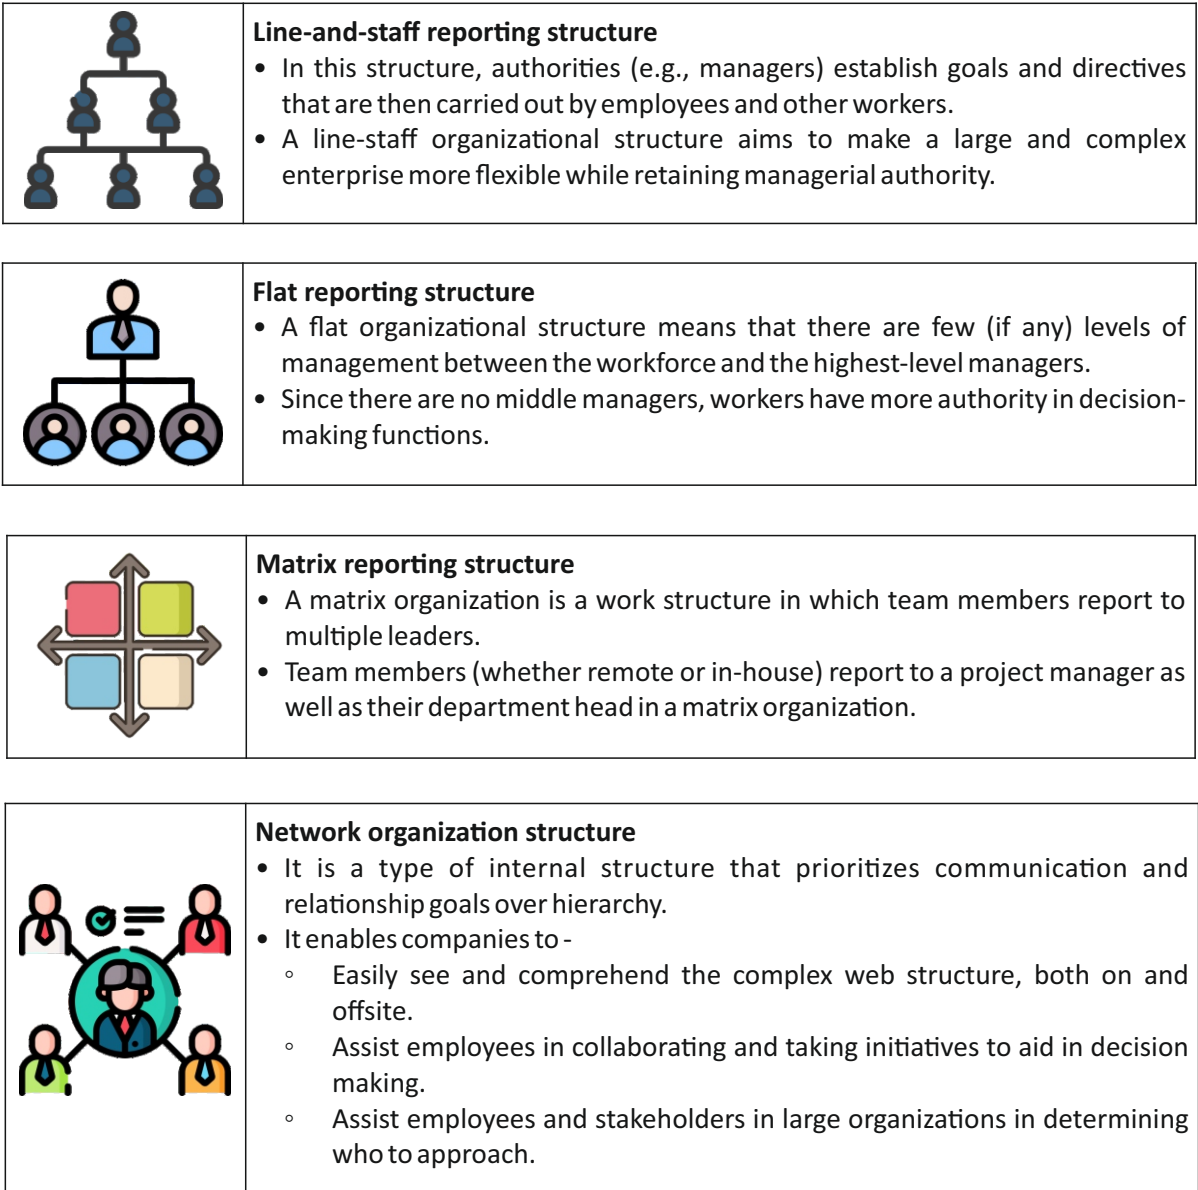 Line-and-staff reporting structure
• In this structure, authorities (e.g., managers) establish goals and directives
that are then carried out by employees and other workers.
• A line-staff organizational structure aims to make a large and complex
enterprise more flexible while retaining managerial authority.
Flat reporting structure
• A flat organizational structure means that there are few (if any) levels of
management between the workforce and the highest-level managers.
• Since there are no middle managers, workers have more authority in decision-
making functions.
Matrix reporting structure
• A matrix organization is a work structure in which team members report to
multiple leaders.
• Team members (whether remote or in-house) report to a project manager as
well as their department head in a matrix organization.
Network organization structure
• It is a type of internal structure that prioritizes communication and
relationship goals over hierarchy.
• It enables companies to -
◦ Easily see and comprehend the complex web structure, both on and
offsite.
◦ Assist employees in collaborating and taking initiatives to aid in decision
making.
◦ Assist employees and stakeholders in large organizations in determining
who to approach.